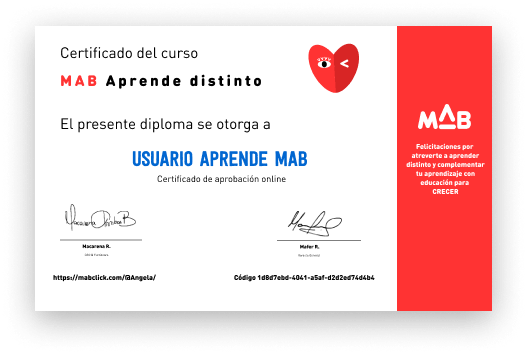 Certificado del curso
MAB Aprende distinto
El presente diploma se otorga a
USUARIO APRENDE MAB
Certificado de aprobación online
Macarena R.
Mafer R.
https://mabclick.com/@Angela/
Código 1d8d7ebd-4041-a5af-d2d2ed74d4b4
MAB
Felicitaciones por
atreverte a aprender
distinto y complementar
tu aprendizaje con
educación para
CRECER